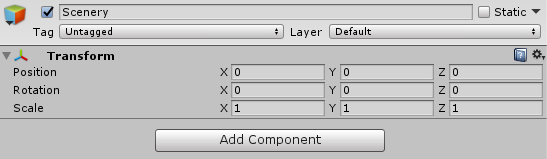 Scenery Static
Tag Untagged Layer Default
Transform
Position X 0 Y 0 Z 0
Rotation X 0 Y 0 Z 0
Scale X 1 Y 1 Z 1
Add Component